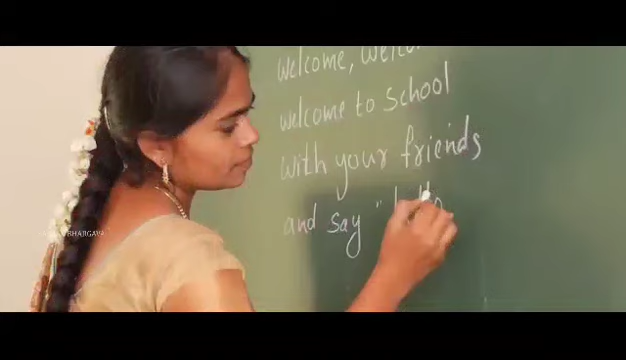 welcome, welcome
welcome to school
with your friends
and say "hello
BHARGAVA